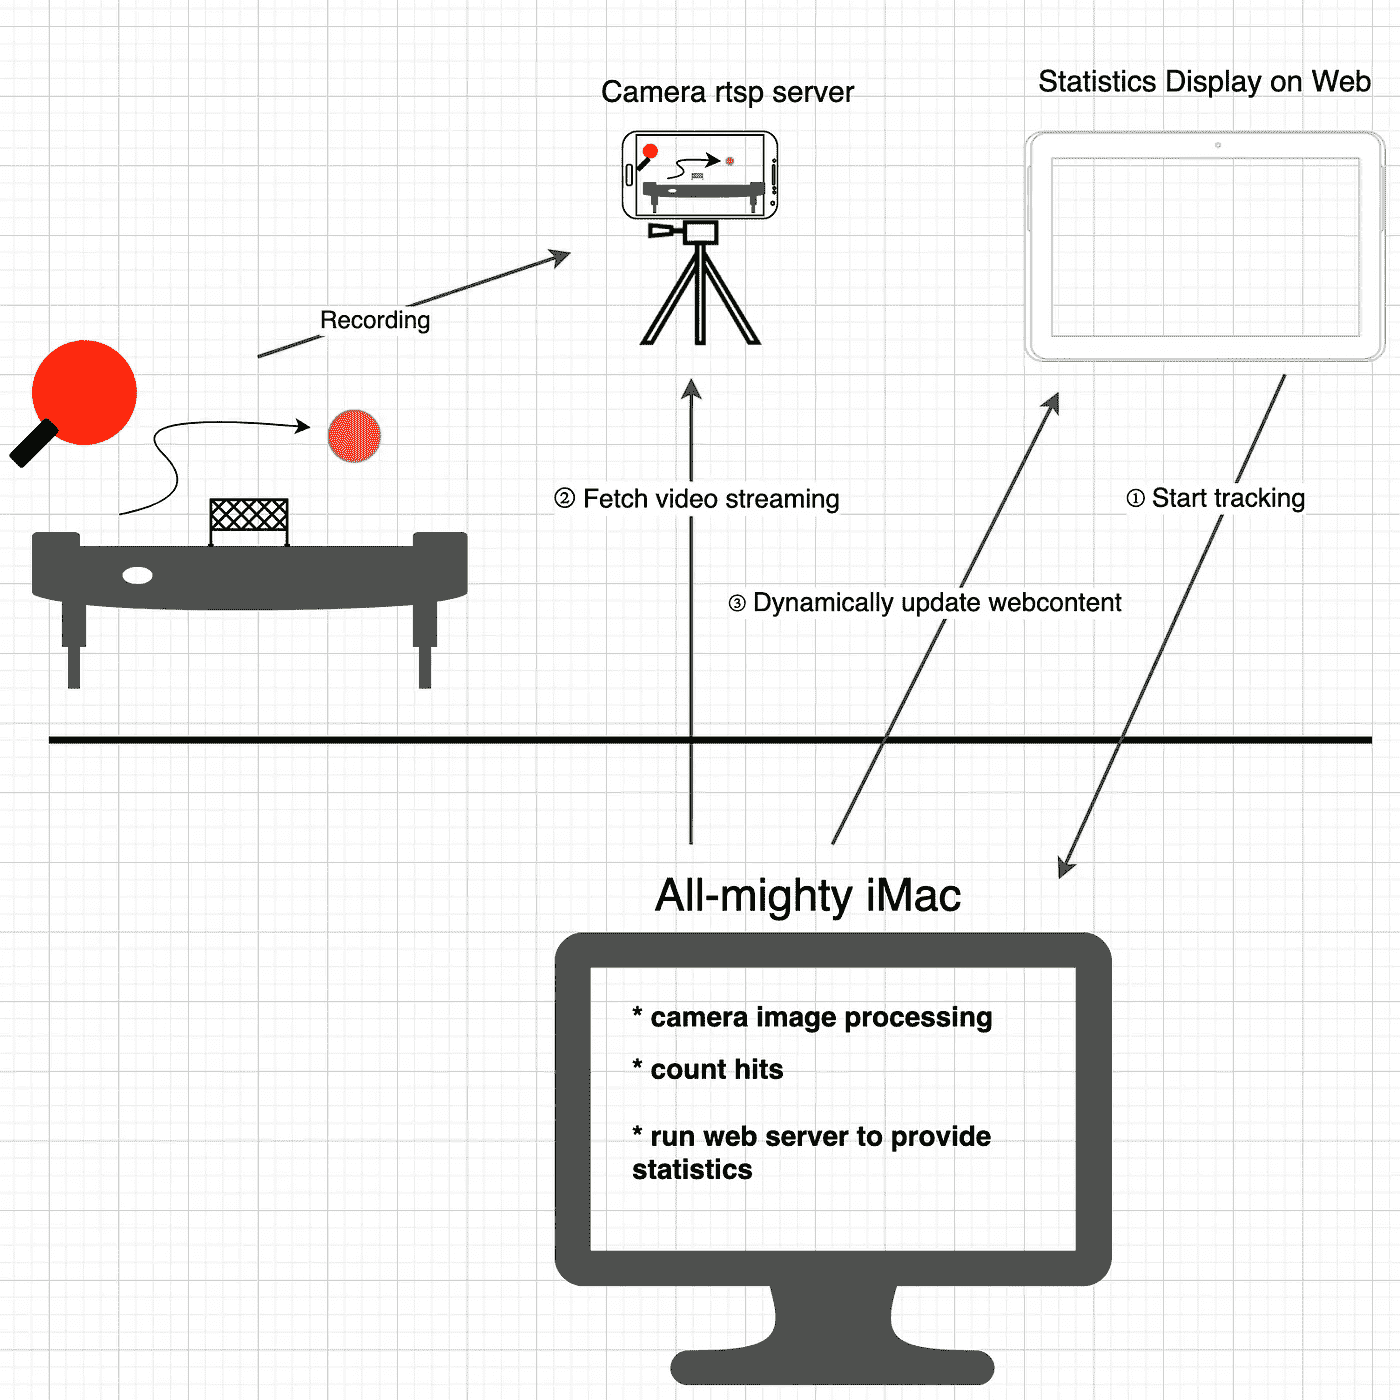 Camera rtsp server
Statistics Display on Web
Recording
② Fetch video streaming
① Start tracking
③ Dynamically update webcontent
All-mighty iMac
* camera image processing
* count hits
* run web server to provide
statistics